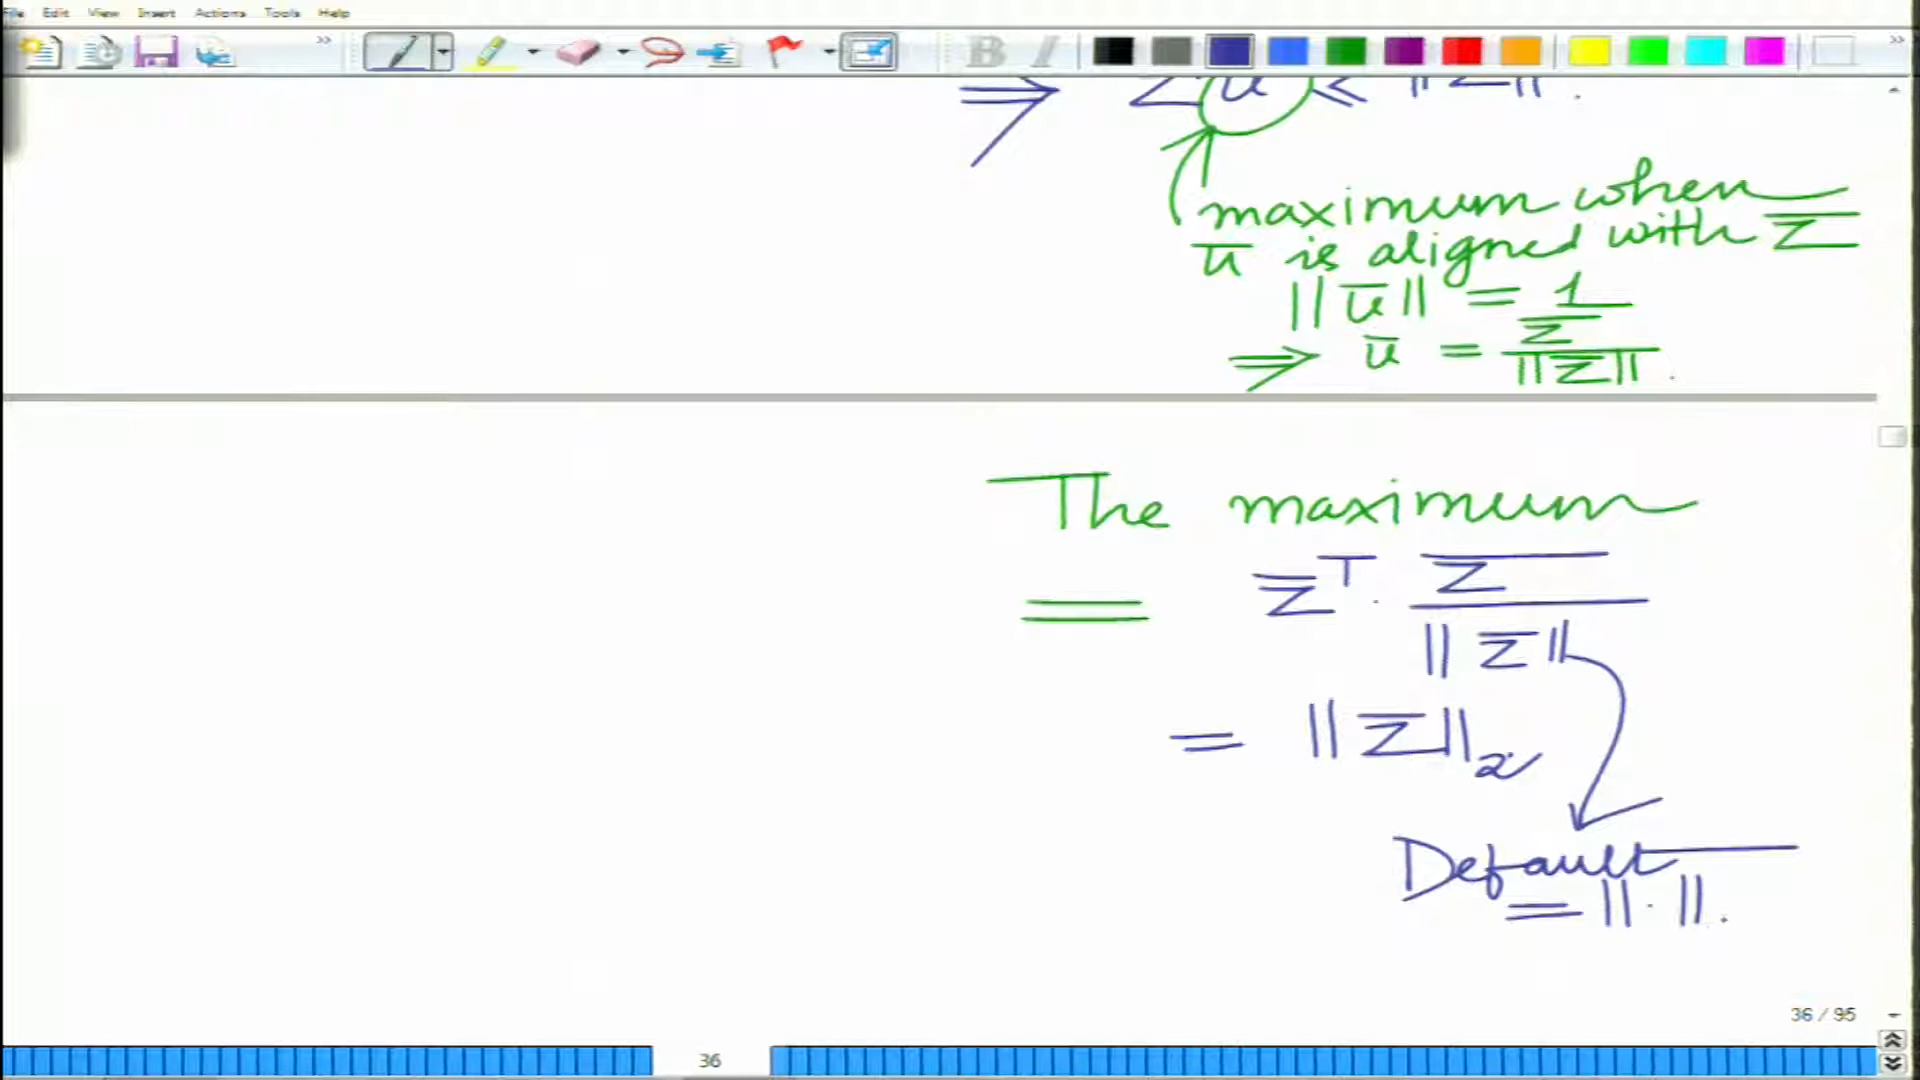 File Edit View Insert Actions Tools Help
B I
⇒ z̄ ū ≤ ‖z̄‖.
maximum when
ū is aligned with z̄
‖ū‖ = 1
⇒ ū = z̄ / ‖z̄‖.
The maximum
= z̄ᵀ · z̄ / ‖z̄‖
= ‖z̄‖₂
Default
= ‖·‖.
36 / 95
36